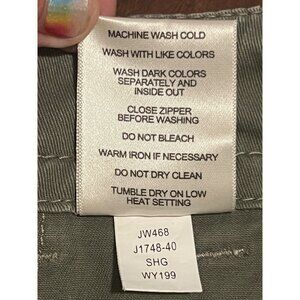 MACHINE WASH COLD
WASH WITH LIKE COLORS
WASH DARK COLORS
SEPARATELY AND
INSIDE OUT
CLOSE ZIPPER
BEFORE WASHING
DO NOT BLEACH
WARM IRON IF NECESSARY
DO NOT DRY CLEAN
TUMBLE DRY ON LOW
HEAT SETTING
JW468
J1748-40
SHG
WY199